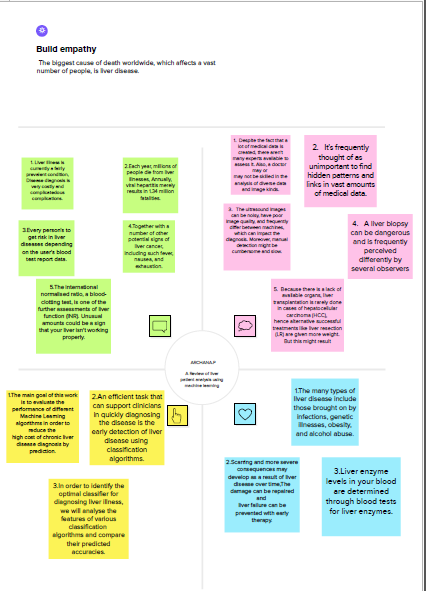 Build empathy
The biggest cause of death worldwide, which affects a vast
number of people, is liver disease.
1. Liver illness is
currently a fairly
prevalent condition,
Disease diagnosis is
very costly and
complicatedcous
complications.
2.Each year, millions of
people die from liver
illnesses, Annually,
viral hepatitis merely
results in 1.34 million
fatalities.
3.Every person's to
get risk in liver
diseases depending
on the user's blood
test report data.
4.Together with a
number of other
potential signs of
liver cancer,
including such fever,
nausea, and
exhaustion.
5.The international
normalised ratio, a blood-
clotting test, is one of the
further assessments of liver
function (INR). Unusual
amounts could be a sign
that your liver isn't working
properly.
1. Despite the fact that a
lot of medical data is
created, there aren't
many experts available to
assess it. Also, a doctor
may or
may not be skilled in the
analysis of diverse data
and image kinds.
2. It's frequently
thought of as
unimportant to find
hidden patterns and
links in vast amounts
of medical data.
3. The ultrasound images
can be noisy, have poor
image quality, and frequently
differ between machines,
which can impact the
diagnosis. Moreover, manual
detection might be
cumbersome and slow.
4. A liver biopsy
can be dangerous
and is frequently
perceived
differently by
several observers
5. Because there is a lack of
available organs, liver
transplantation is rarely done
in cases of hepatocellular
carcinoma (HCC),
hence alternative successful
treatments like liver resection
(LR) are given more weight.
But this might result
ARCHANA.P
A Review of liver
patient analysis using
machine learning
1.The main goal of this work
is to evaluate the
performance of different
Machine Learning
algorithms in order to
reduce the
high cost of chronic liver
disease diagnosis by
prediction.
2.An efficient task that
can support clinicians
in quickly diagnosing
the disease is the
early detection of liver
disease using
classification
algorithms.
3.In order to identify the
optimal classifier for
diagnosing liver illness,
we will analyse the
features of various
classification
algorithms and compare
their predicted
accuracies.
1.The many types of
liver disease include
those brought on by
infections, genetic
illnesses, obesity,
and alcohol abuse.
2.Scarring and more severe
consequences may
develop as a result of liver
disease over time,The
damage can be repaired
and
liver failure can be
prevented with early
therapy.
3.Liver enzyme
levels in your blood
are determined
through blood tests
for liver enzymes.